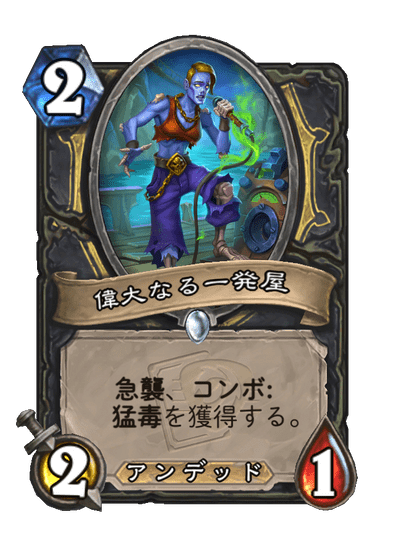 2
偉大なる一発屋
急襲、コンボ:
猛毒を獲得する。
2
アンデッド
1